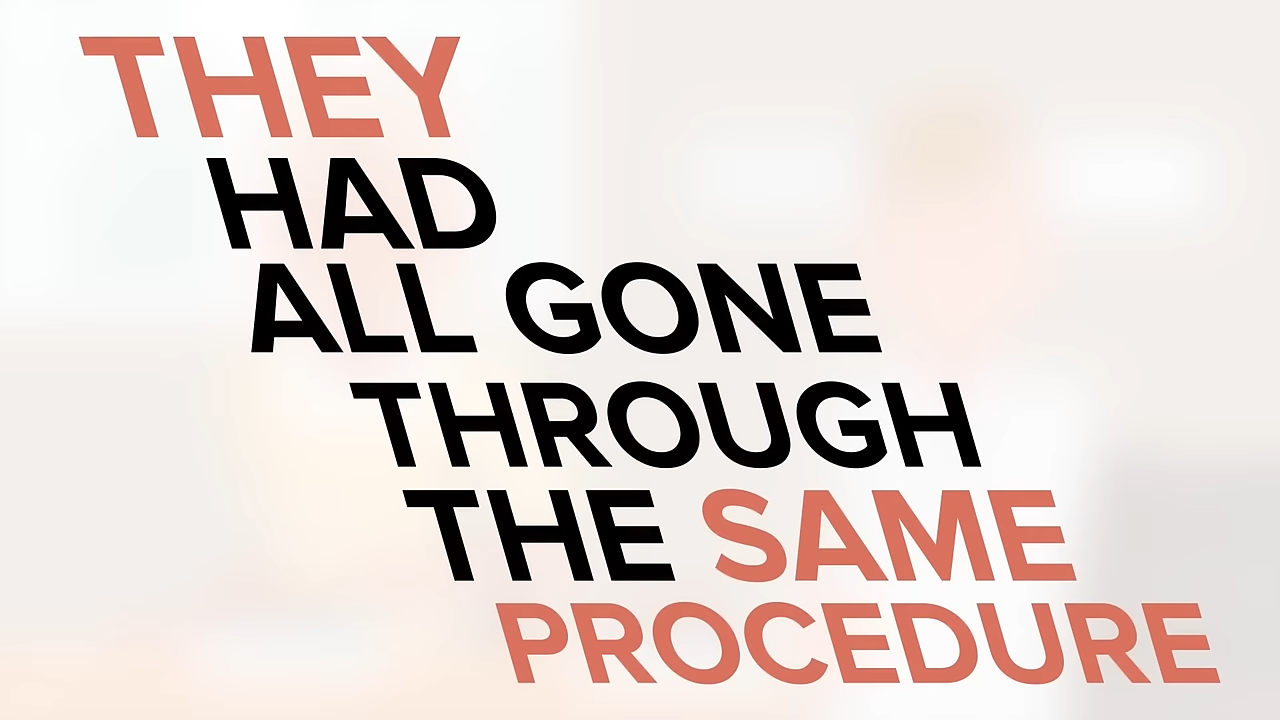 THEY
HAD
ALL GONE
THROUGH
THE SAME
PROCEDURE